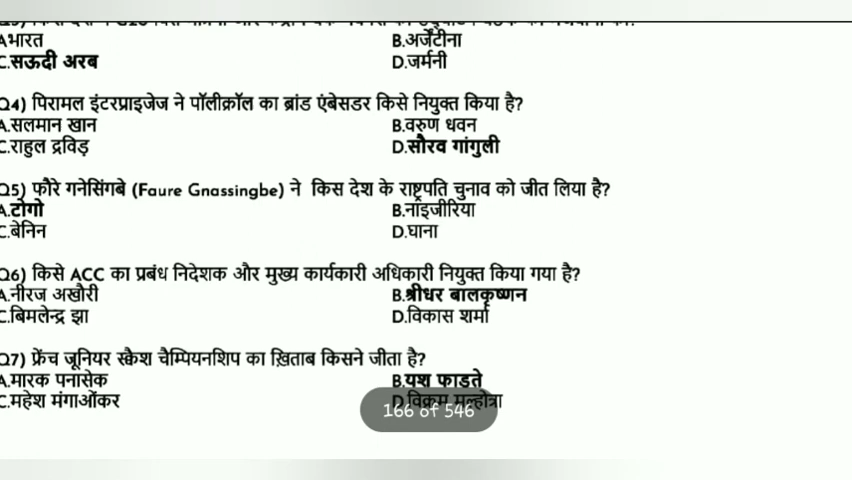 A.भारत B.अर्जेंटीना
C.सऊदी अरब D.जर्मनी
Q4) पिरामल इंटरप्राइजेज ने पॉलीक्रॉल का ब्रांड एंबेसडर किसे नियुक्त किया है?
A.सलमान खान B.वरुण धवन
C.राहुल द्रविड़ D.सौरव गांगुली
Q5) फौरे गनेसिंगबे (Faure Gnassingbe) ने किस देश के राष्ट्रपति चुनाव को जीत लिया है?
A.टोगो B.नाइजीरिया
C.बेनिन D.घाना
Q6) किसे ACC का प्रबंध निदेशक और मुख्य कार्यकारी अधिकारी नियुक्त किया गया है?
A.नीरज अखौरी B.श्रीधर बालकृष्णन
C.बिमलेन्द्र झा D.विकास शर्मा
Q7) फ्रेंच जूनियर स्क्वैश चैम्पियनशिप का ख़िताब किसने जीता है?
A.मारक पनासेक B.यश फाडते
C.महेश मंगाओंकर D.विक्रम मल्होत्रा
166 of 546